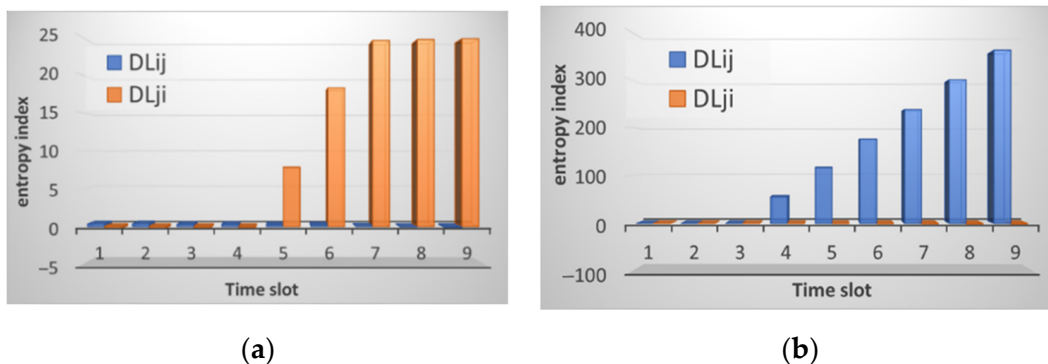 25
20
15
10
5
0
–5
entropy index
DLij
DLji
1 2 3 4 5 6 7 8 9
Time slot
(a)
400
300
200
100
0
–100
entropy index
DLij
DLji
1 2 3 4 5 6 7 8 9
Time slot
(b)